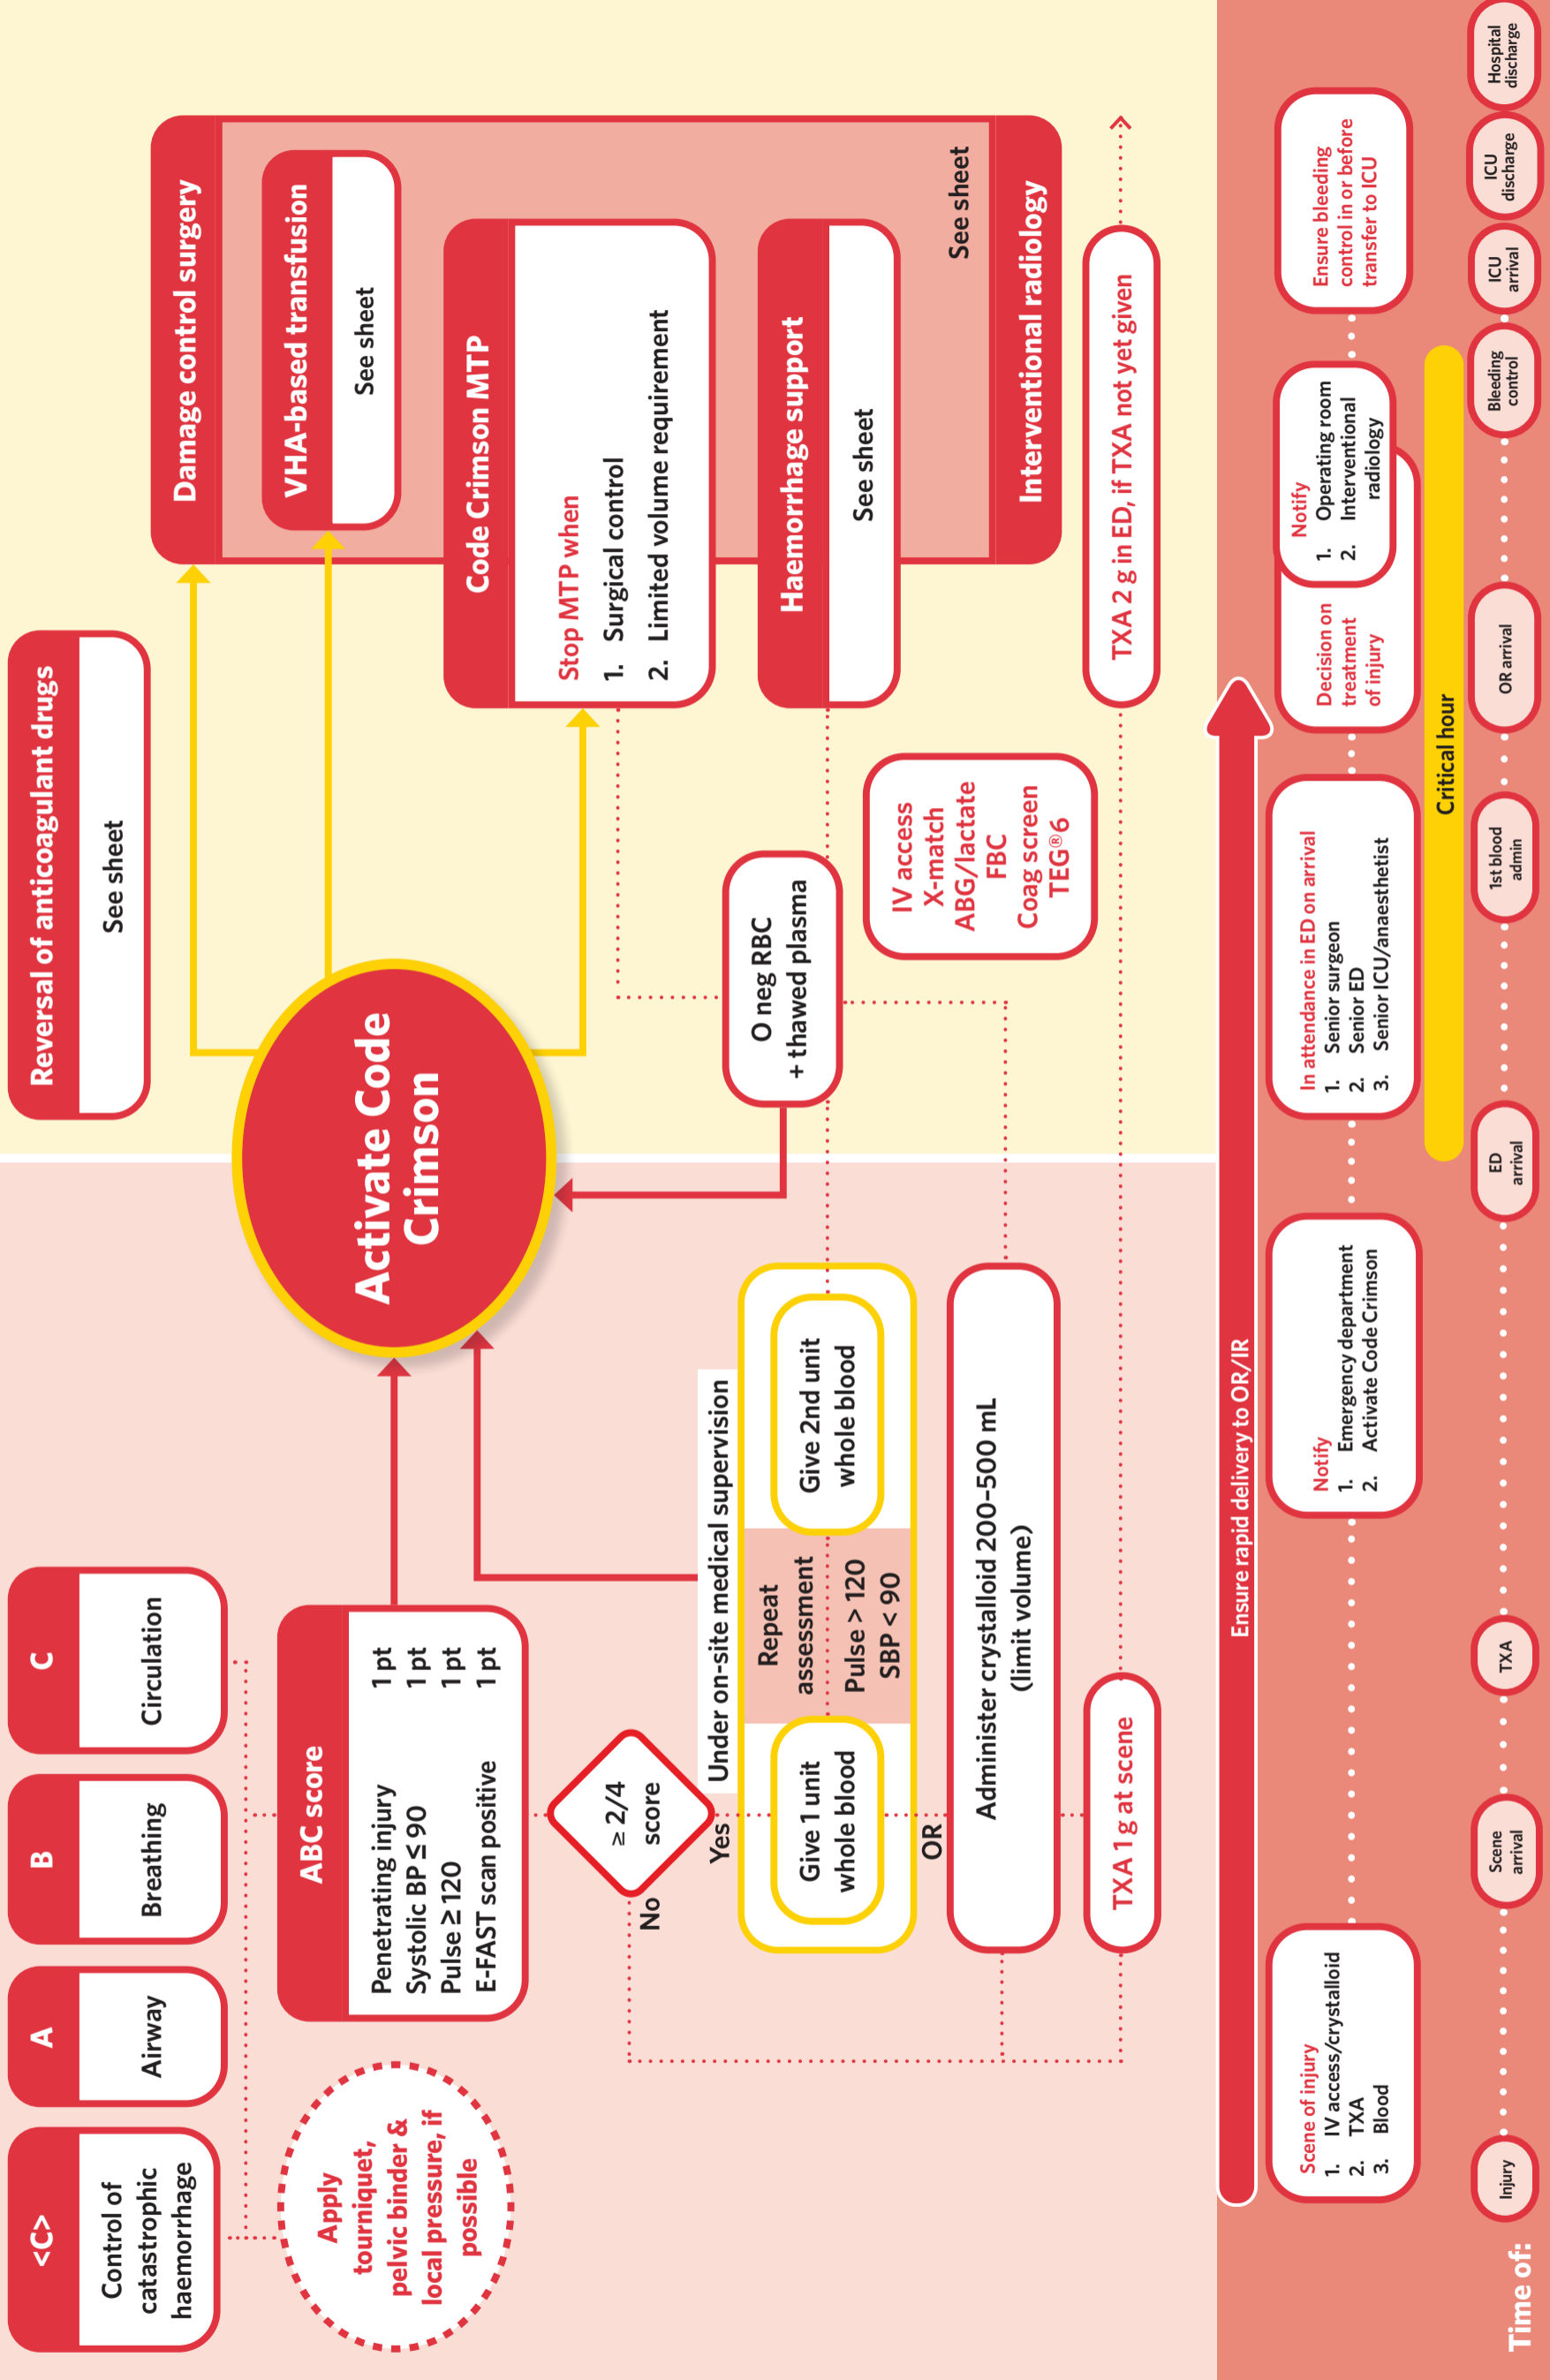 <C>
Control of
catastrophic
haemorrhage
A
Airway
B
Breathing
C
Circulation
Apply
tourniquet,
pelvic binder &
local pressure, if
possible
ABC score
Penetrating injury 1 pt
Systolic BP ≤ 90 1 pt
Pulse ≥ 120 1 pt
E-FAST scan positive 1 pt
≥ 2/4
score
No
Yes
Under on-site medical supervision
Give 1 unit
whole blood
Repeat
assessment
Pulse > 120
SBP < 90
Give 2nd unit
whole blood
OR
Administer crystalloid 200–500 mL
(limit volume)
TXA 1 g at scene
Activate Code
Crimson
Reversal of anticoagulant drugs
See sheet
O neg RBC
+ thawed plasma
IV access
X-match
ABG/lactate
FBC
Coag screen
TEG®6
Damage control surgery
VHA-based transfusion
See sheet
Code Crimson MTP
Stop MTP when
1. Surgical control
2. Limited volume requirement
Haemorrhage support
See sheet
See sheet
Interventional radiology
TXA 2 g in ED, if TXA not yet given
Ensure rapid delivery to OR/IR
Scene of injury
1. IV access/crystalloid
2. TXA
3. Blood
Notify
1. Emergency department
2. Activate Code Crimson
In attendance in ED on arrival
1. Senior surgeon
2. Senior ED
3. Senior ICU/anaesthetist
Decision on
treatment
of injury
Notify
1. Operating room
2. Interventional
radiology
Ensure bleeding
control in or before
transfer to ICU
Critical hour
Time of:
Injury
Scene
arrival
TXA
ED
arrival
1st blood
admin
OR arrival
Bleeding
control
ICU
arrival
ICU
discharge
Hospital
discharge